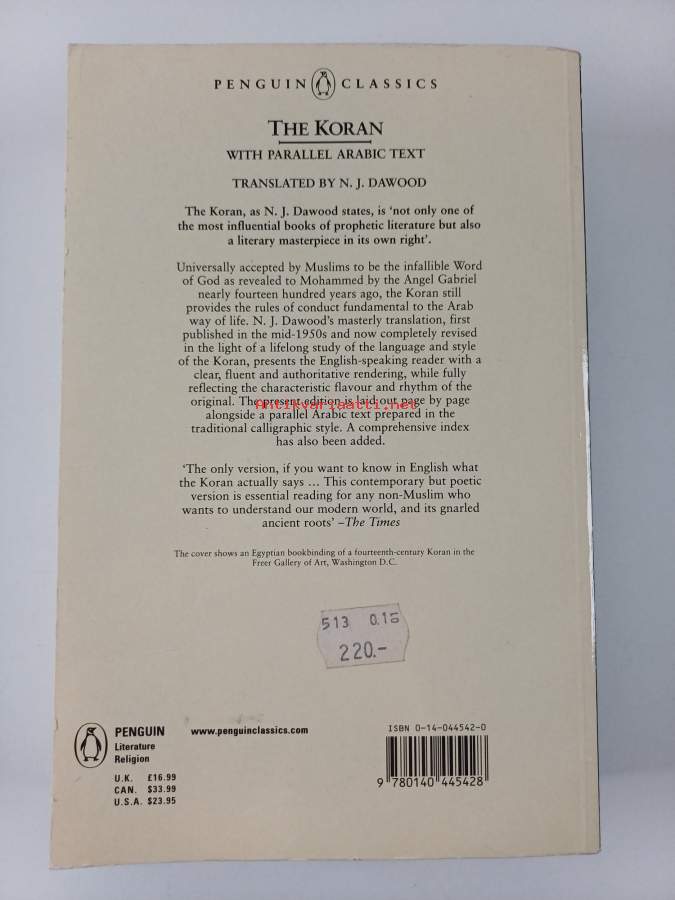 PENGUIN CLASSICS
THE KORAN
WITH PARALLEL ARABIC TEXT
TRANSLATED BY N. J. DAWOOD
The Koran, as N. J. Dawood states, is ‘not only one of
the most influential books of prophetic literature but also
a literary masterpiece in its own right’.
Universally accepted by Muslims to be the infallible Word
of God as revealed to Mohammed by the Angel Gabriel
nearly fourteen hundred years ago, the Koran still
provides the rules of conduct fundamental to the Arab
way of life. N. J. Dawood’s masterly translation, first
published in the mid-1950s and now completely revised
in the light of a lifelong study of the language and style
of the Koran, presents the English-speaking reader with a
clear, fluent and authoritative rendering, while fully
reflecting the characteristic flavour and rhythm of the
original. The present edition is laid out page by page
Antikvariaatti.net
alongside a parallel Arabic text prepared in the
traditional calligraphic style. A comprehensive index
has also been added.
‘The only version, if you want to know in English what
the Koran actually says ... This contemporary but poetic
version is essential reading for any non-Muslim who
wants to understand our modern world, and its gnarled
ancient roots’ –The Times
The cover shows an Egyptian bookbinding of a fourteenth-century Koran in the
Freer Gallery of Art, Washington D.C.
513 0.1
220.-
PENGUIN
Literature
Religion
www.penguinclassics.com
U.K. £16.99
CAN. $33.99
U.S.A. $23.95
ISBN 0-14-044542-0
9 780140 445428